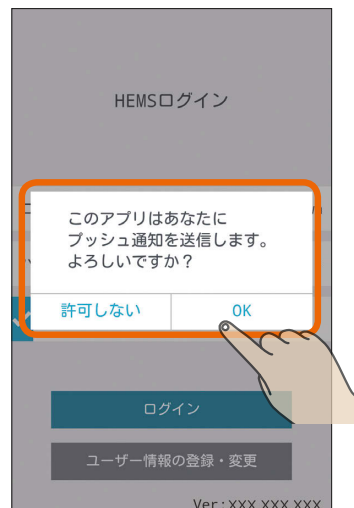 HEMSログイン
このアプリはあなたに
プッシュ通知を送信します。
よろしいですか？
許可しない
OK
ログイン
ユーザー情報の登録・変更
Ver:XXX XXX XXX